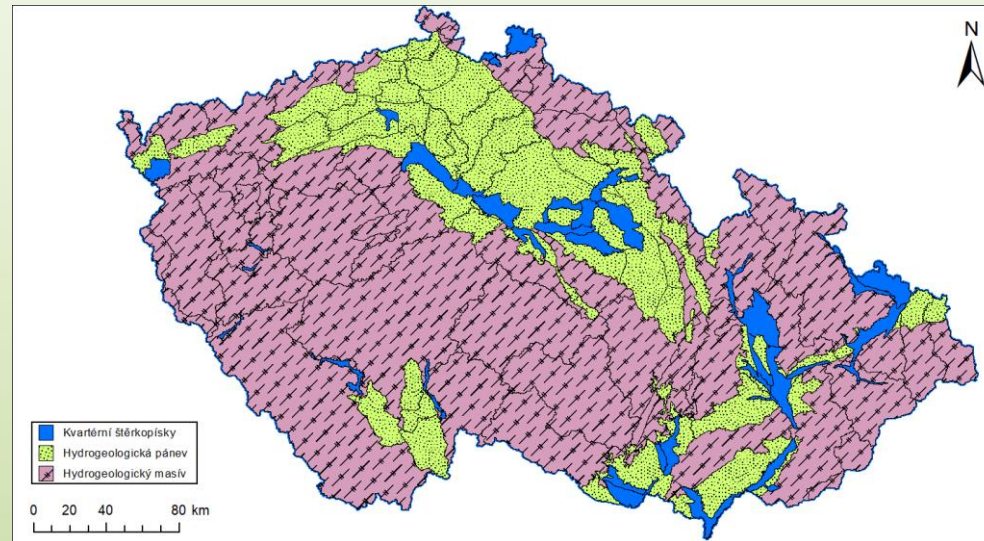 N
Kvartérní štěrkopísky
Hydrogeologická pánev
Hydrogeologický masív
0 20 40 80 km